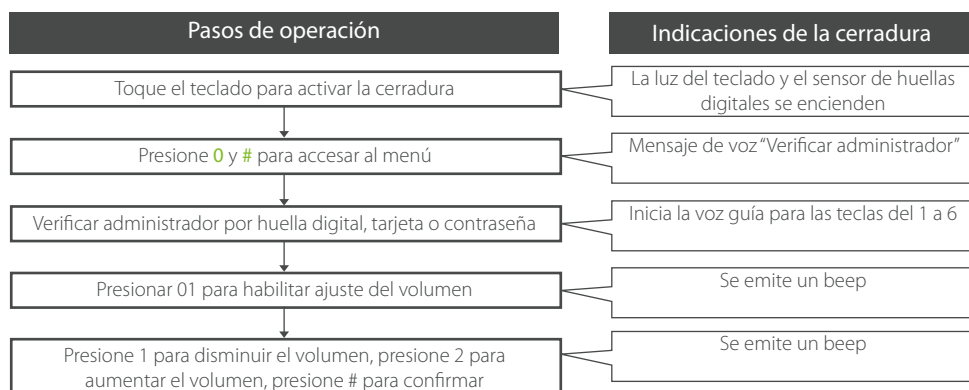 Pasos de operación
Indicaciones de la cerradura
Toque el teclado para activar la cerradura
La luz del teclado y el sensor de huellas
digitales se encienden
Presione 0 y # para accesar al menú
Mensaje de voz “Verificar administrador”
Verificar administrador por huella digital, tarjeta o contraseña
Inicia la voz guía para las teclas del 1 a 6
Presionar 01 para habilitar ajuste del volumen
Se emite un beep
Presione 1 para disminuir el volumen, presione 2 para
aumentar el volumen, presione # para confirmar
Se emite un beep